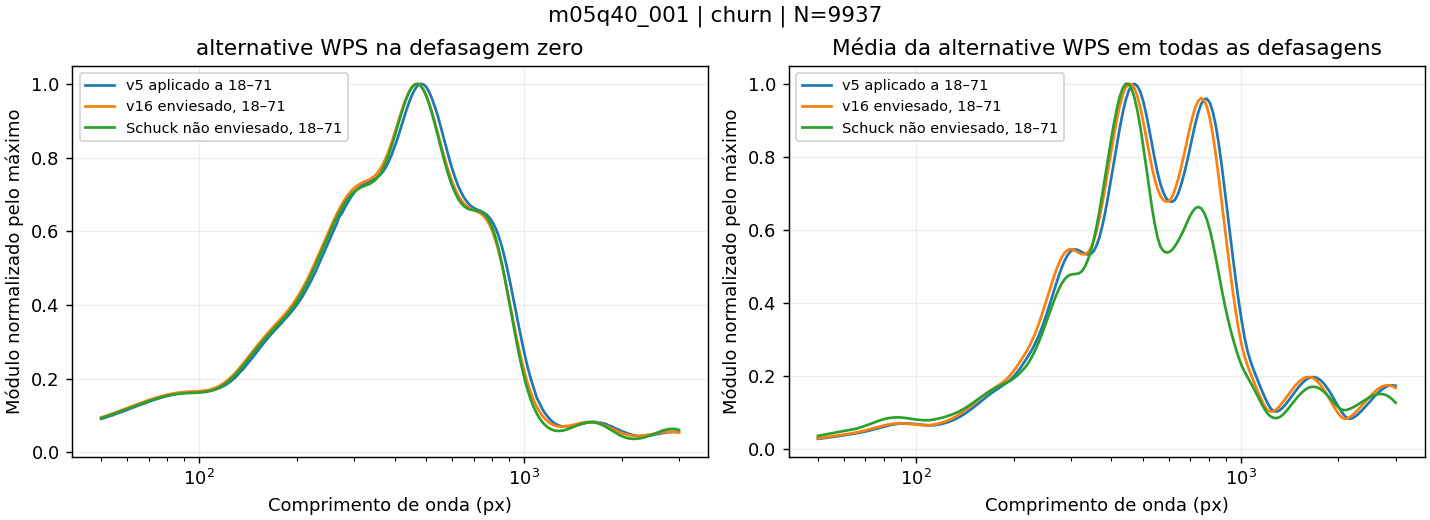 m05q40_001 | churn | N=9937
alternative WPS na defasagem zero
Módulo normalizado pelo máximo
1.0
0.8
0.6
0.4
0.2
0.0
v5 aplicado a 18–71
v16 enviesado, 18–71
Schuck não enviesado, 18–71
10²
10³
Comprimento de onda (px)
Média da alternative WPS em todas as defasagens
Módulo normalizado pelo máximo
1.0
0.8
0.6
0.4
0.2
0.0
v5 aplicado a 18–71
v16 enviesado, 18–71
Schuck não enviesado, 18–71
10²
10³
Comprimento de onda (px)